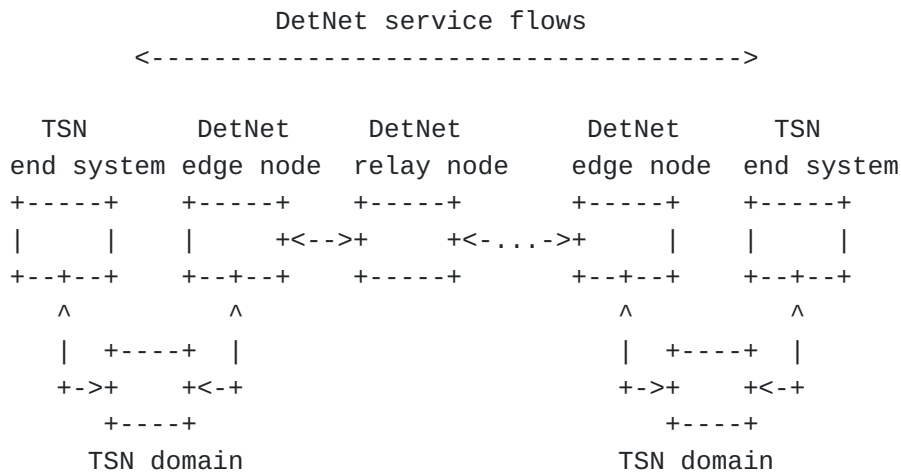 DetNet service flows
<-------------------------------------->
TSN DetNet DetNet DetNet TSN
end system edge node relay node edge node end system
+-----+ +-----+ +-----+ +-----+ +-----+
| | | +<-->+ +<-...->+ | | |
+--+--+ +--+--+ +-----+ +--+--+ +--+--+
^ ^ ^ ^
| +----+ | | +----+ |
+->+ +<-+ +->+ +<-+
+----+ +----+
TSN domain TSN domain